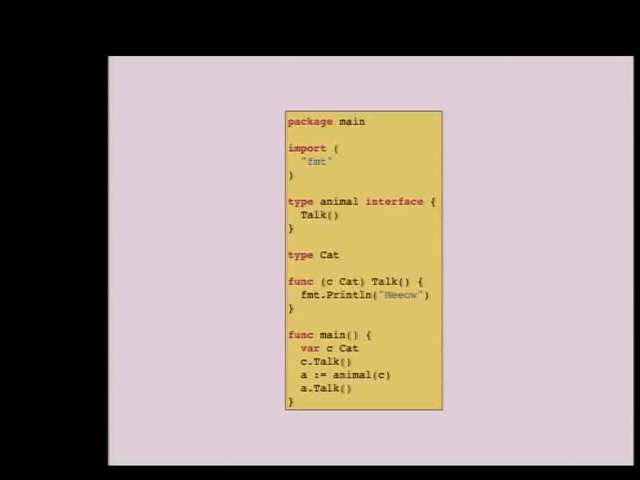 package main
import (
"fmt"
)
type animal interface {
Talk()
}
type Cat
func (c Cat) Talk() {
fmt.Println("Meeow")
}
func main() {
var c Cat
c.Talk()
a := animal(c)
a.Talk()
}